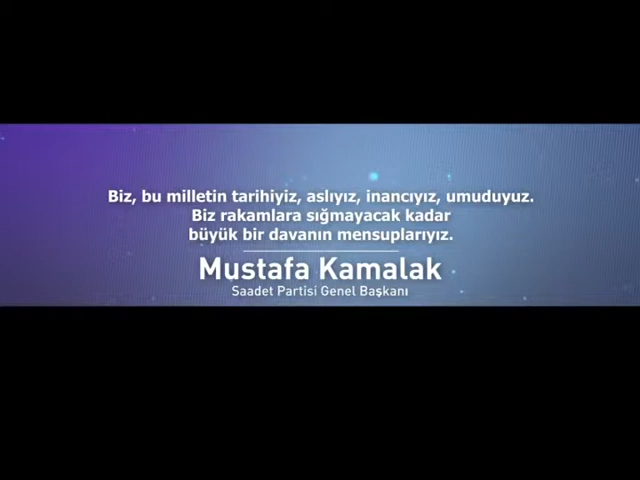 Biz, bu milletin tarihiyiz, aslıyız, inancıyız, umuduyuz.
Biz rakamlara sığmayacak kadar
büyük bir davanın mensuplarıyız.
Mustafa Kamalak
Saadet Partisi Genel Başkanı